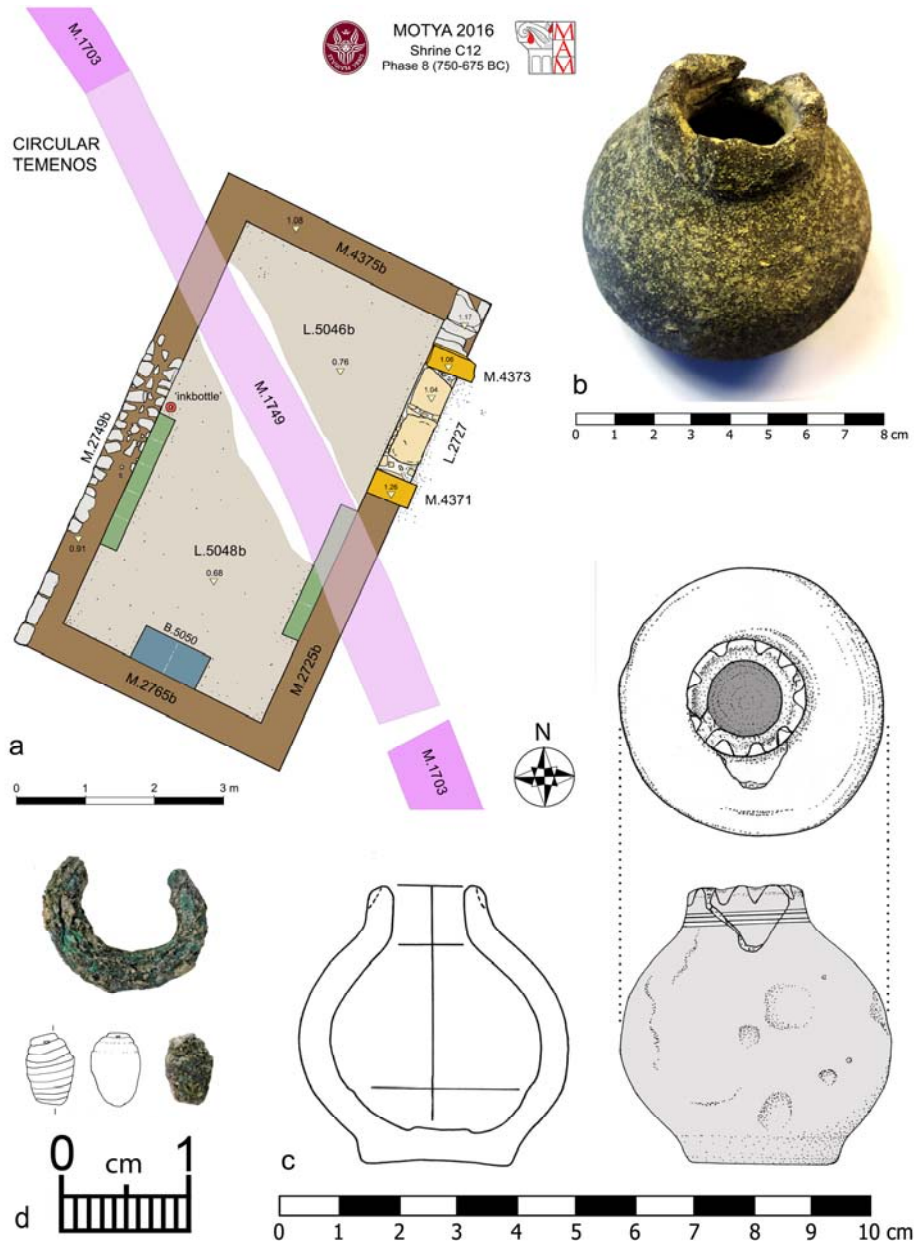 M.1703
MOTYA 2016
Shrine C12
Phase 8 (750-675 BC)
MAM
CIRCULAR
TEMENOS
1.08
M.4375b
L.5046b
0.76
1.17
1.06
M.4373
1.04
'inkbottle'
M.1749
L.2727
M.2749b
1.26
M.4371
0.91
L.5048b
0.68
B.5050
M.2725b
M.2765b
M.1703
N
a
0 1 2 3 m
b
0 1 2 3 4 5 6 7 8 cm
c
0 1 2 3 4 5 6 7 8 9 10 cm
0 cm 1
d